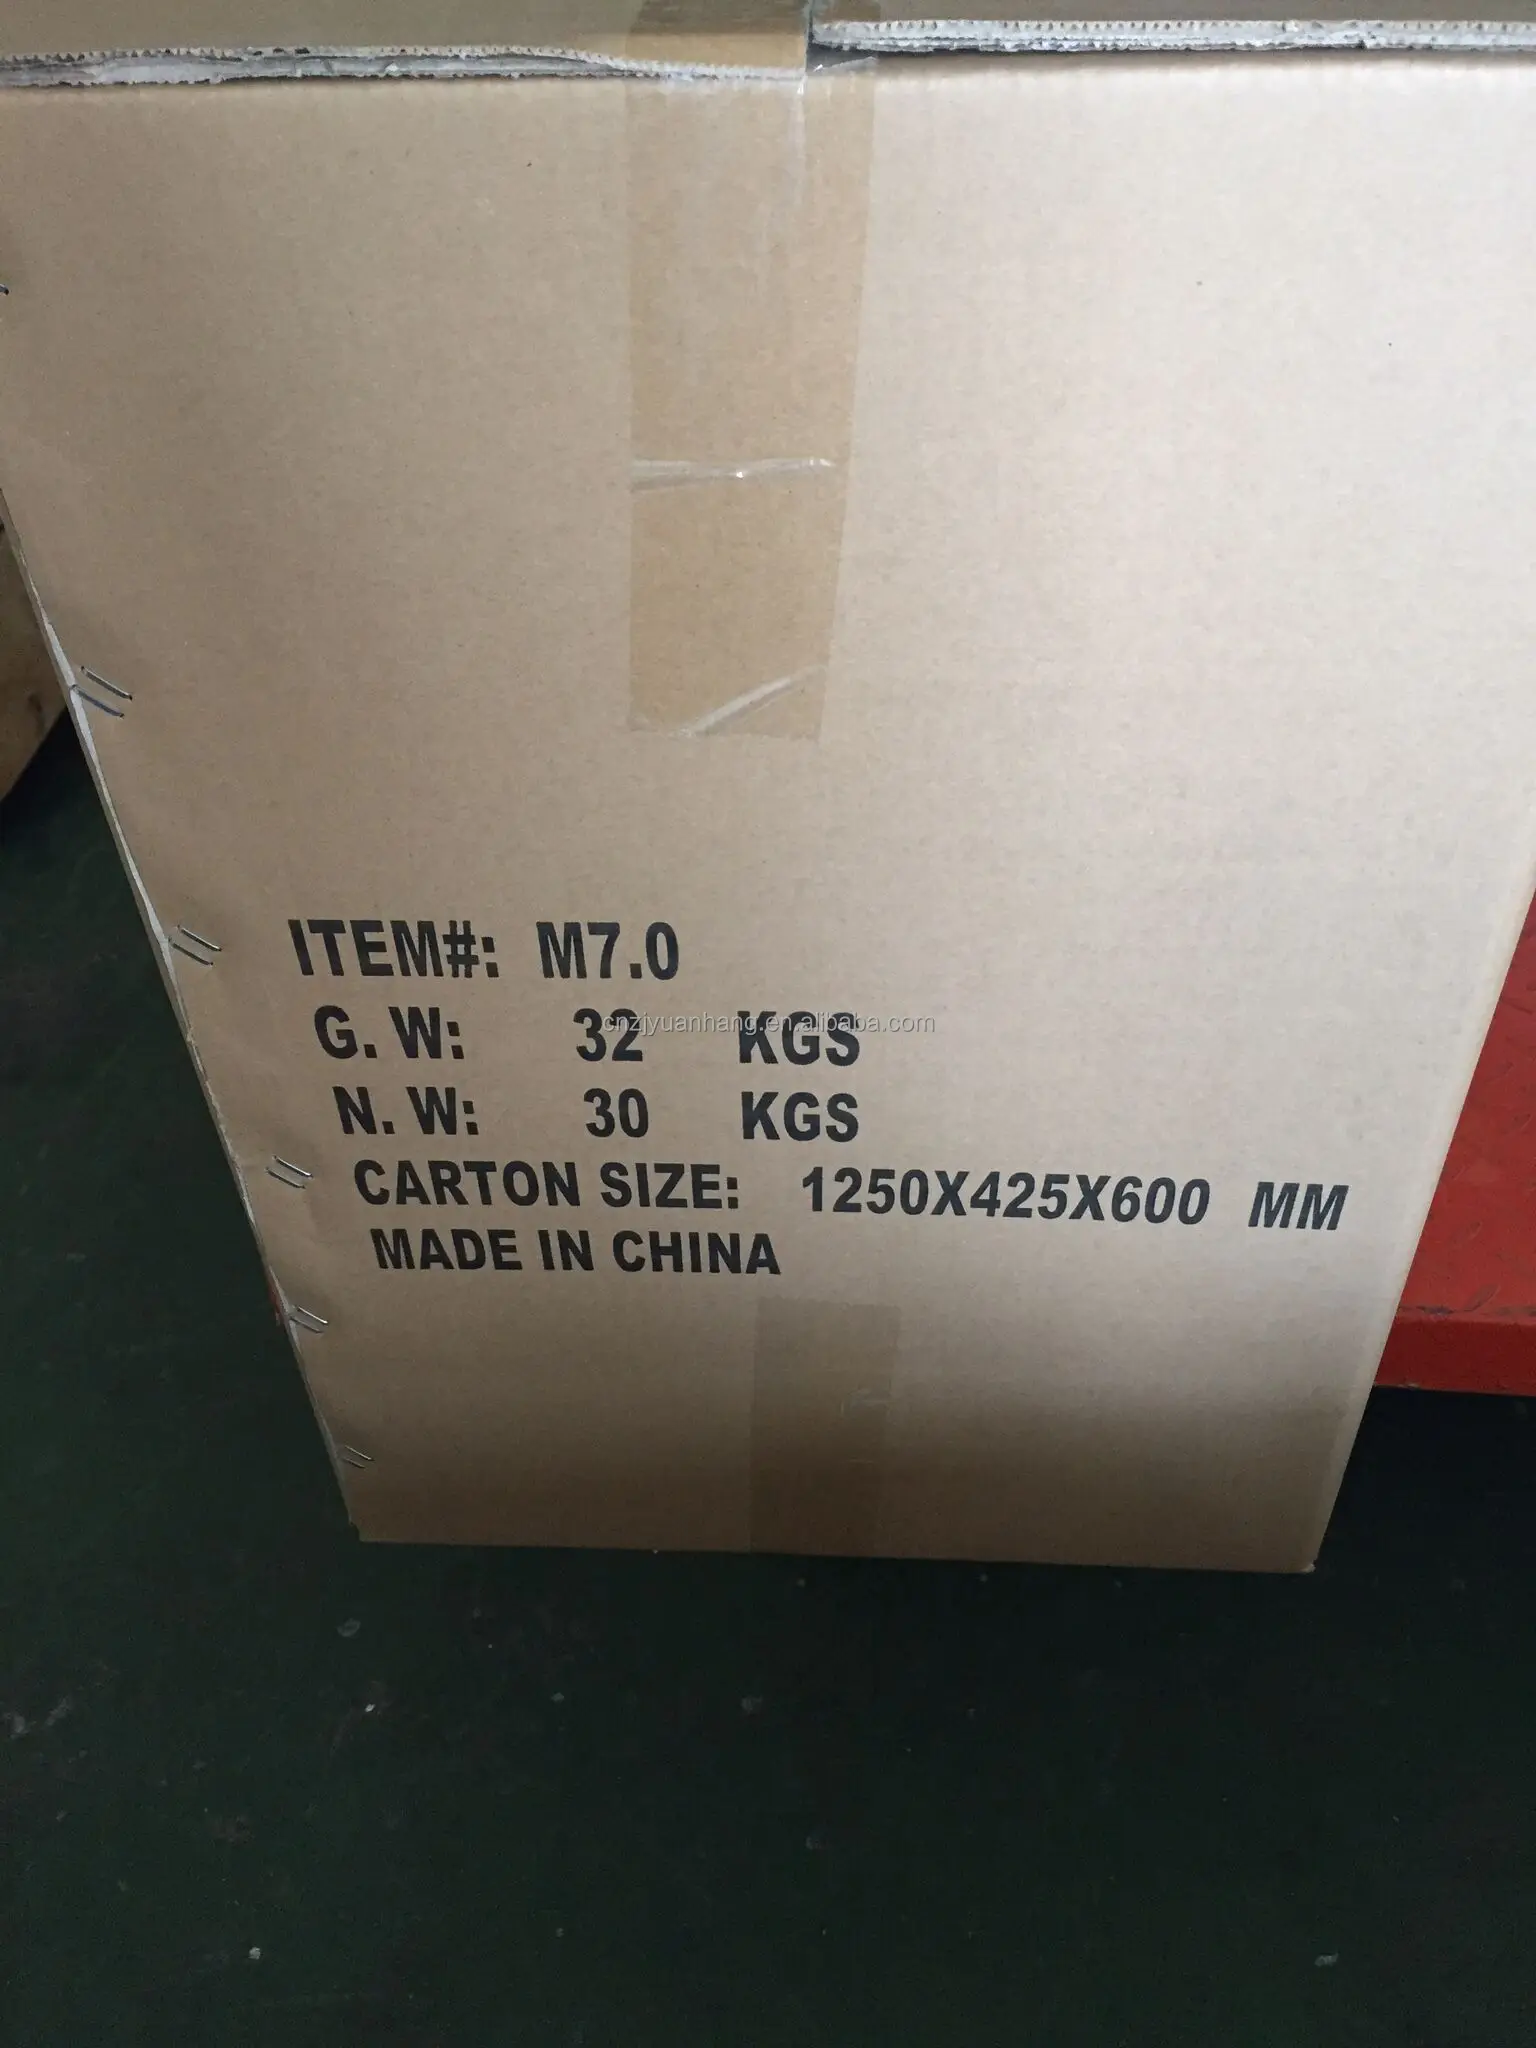 ITEM#: M7.0
G. W: 32 KGS
cnzjyuanhang.en.alibaba.com
N. W: 30 KGS
CARTON SIZE: 1250X425X600 MM
MADE IN CHINA